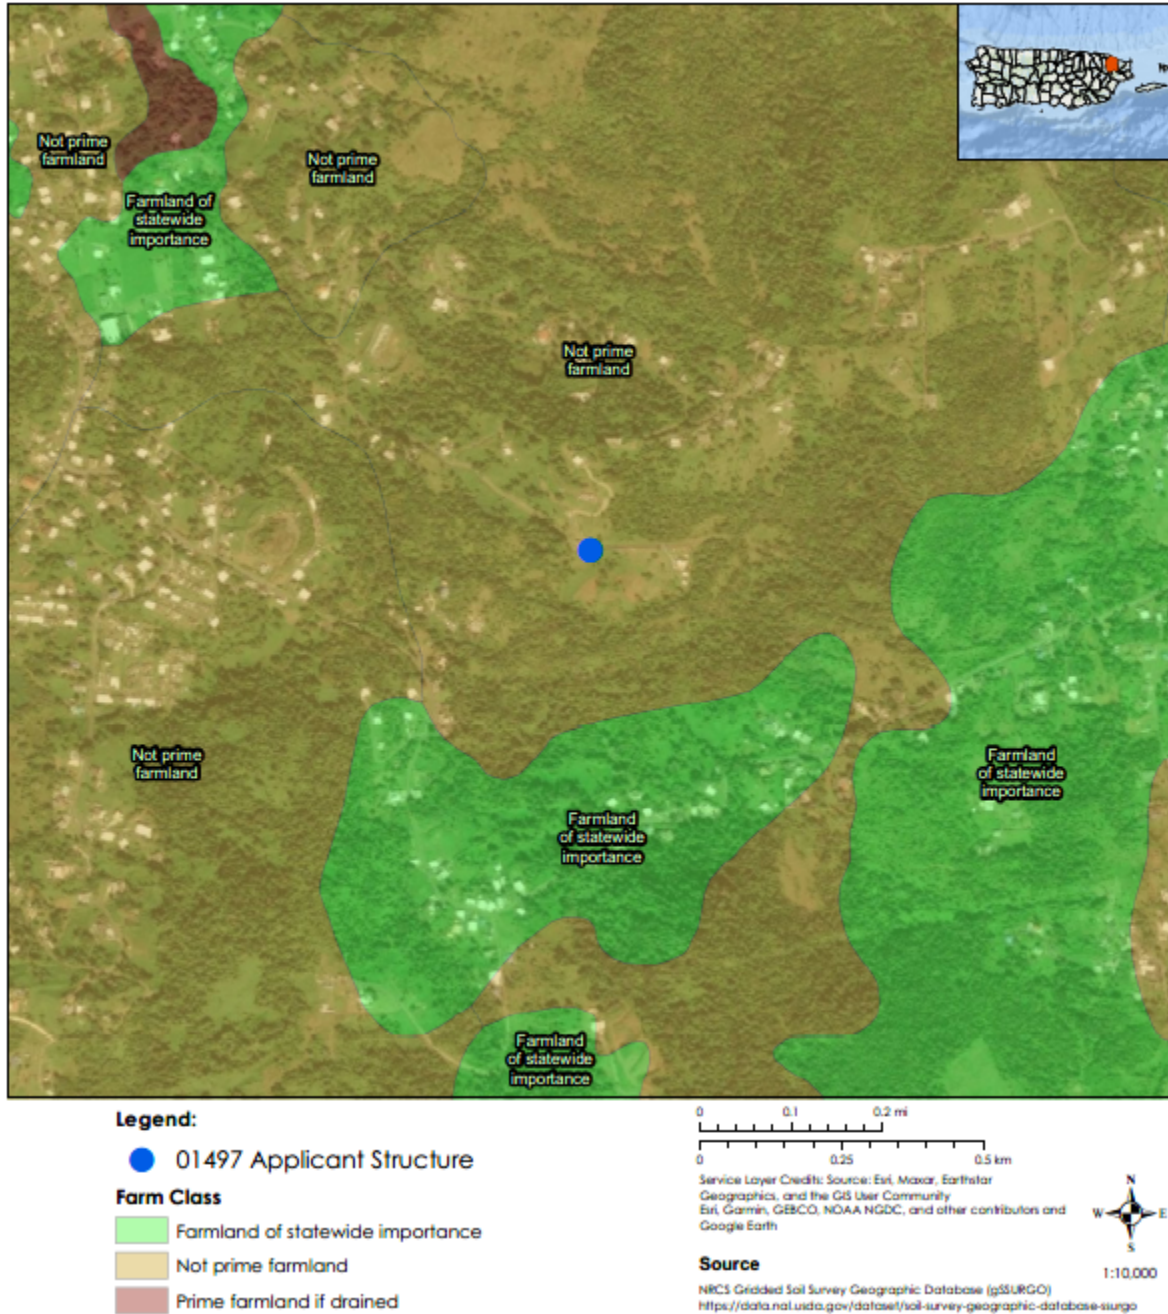 Not prime
farmland
Not prime
farmland
Farmland of
statewide
importance
Not prime
farmland
Not prime
farmland
Farmland
of statewide
importance
Farmland
of statewide
importance
Farmland
of statewide
importance
Legend:
01497 Applicant Structure
Farm Class
Farmland of statewide importance
Not prime farmland
Prime farmland if drained
0 0.1 0.2 mi
0 0.25 0.5 km
Service Layer Credits: Source: Esri, Maxar, Earthstar
Geographics, and the GIS User Community
Esri, Garmin, GEBCO, NOAA NGDC, and other contributors and
Google Earth
N
W E
S
1:10,000
Source
NRCS Gridded Soil Survey Geographic Database (gSSURGO)
https://data.nal.usda.gov/dataset/soil-survey-geographic-database-ssurgo